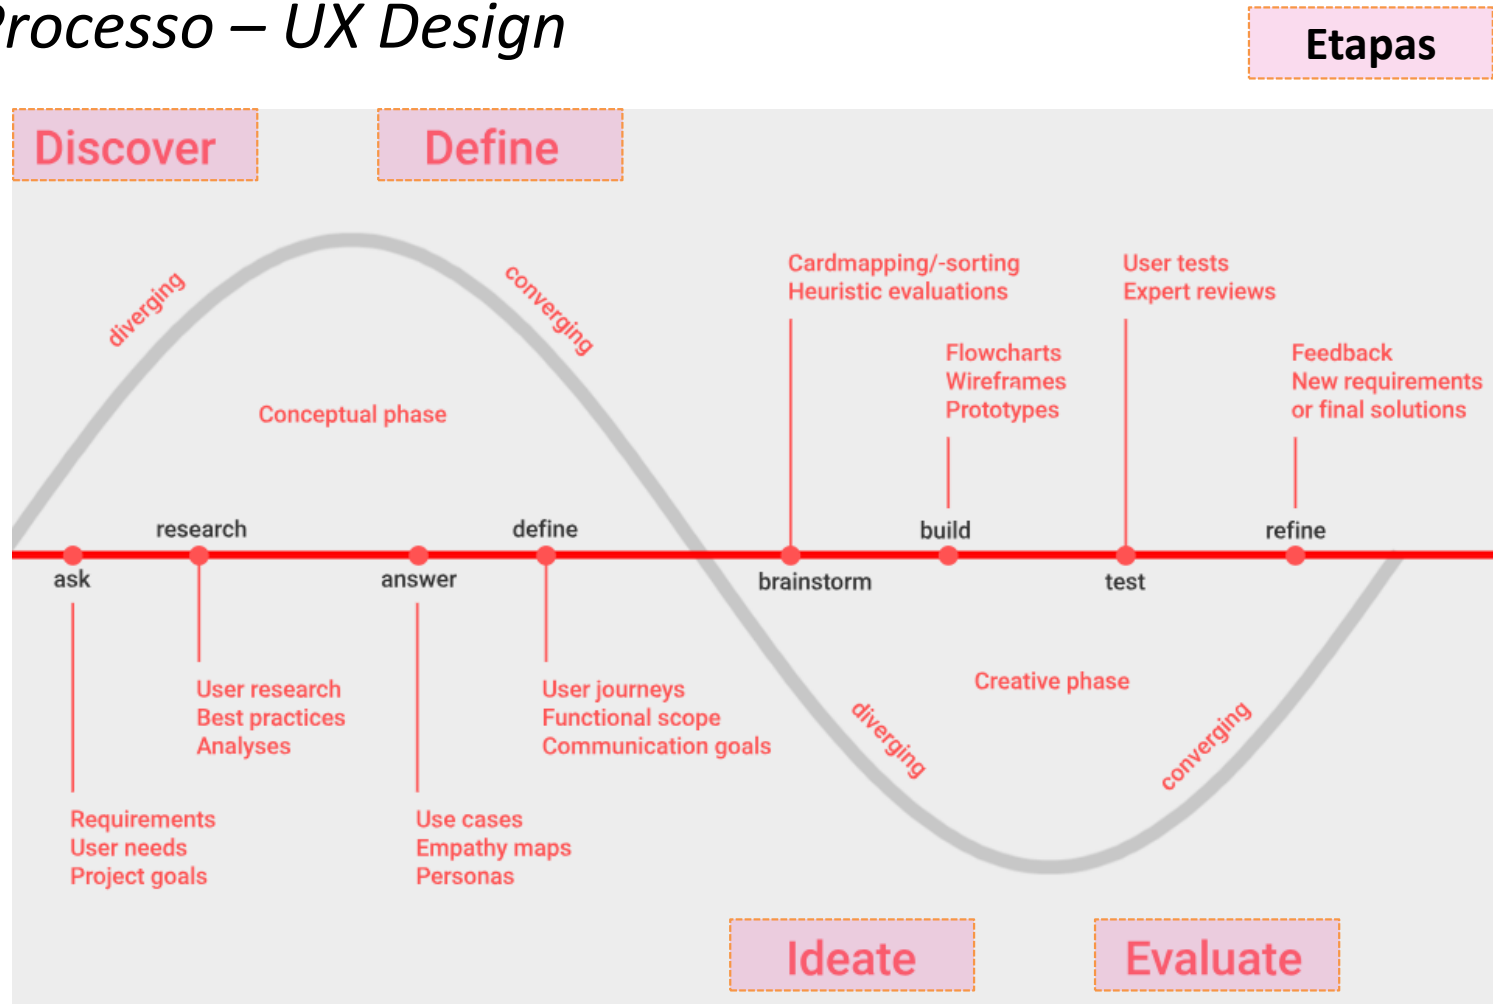 Processo – UX Design
Etapas
Discover
Define
diverging
converging
Conceptual phase
Cardmapping/-sorting
Heuristic evaluations
User tests
Expert reviews
Flowcharts
Wireframes
Prototypes
Feedback
New requirements
or final solutions
research
define
build
refine
ask
answer
brainstorm
test
User research
Best practices
Analyses
User journeys
Functional scope
Communication goals
Requirements
User needs
Project goals
Use cases
Empathy maps
Personas
Creative phase
diverging
converging
Ideate
Evaluate